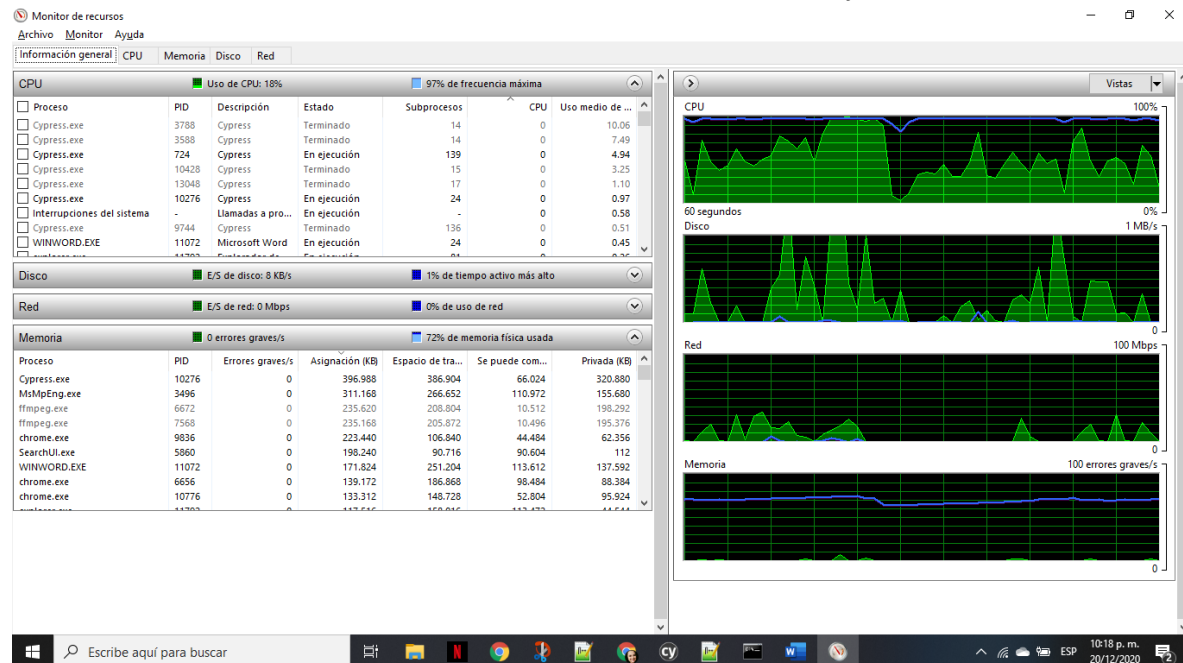 Monitor de recursos
Archivo Monitor Ayuda
Información general CPU Memoria Disco Red
CPU Uso de CPU: 18% 97% de frecuencia máxima
Proceso PID Descripción Estado Subprocesos CPU Uso medio de ...
Cypress.exe 3788 Cypress Terminado 14 0 10.06
Cypress.exe 3588 Cypress Terminado 14 0 7.49
Cypress.exe 724 Cypress En ejecución 139 0 4.94
Cypress.exe 10428 Cypress Terminado 15 0 3.25
Cypress.exe 13048 Cypress Terminado 17 0 1.10
Cypress.exe 10276 Cypress En ejecución 24 0 0.97
Interrupciones del sistema - Llamadas a pro... En ejecución - 0 0.58
Cypress.exe 9744 Cypress Terminado 136 0 0.51
WINWORD.EXE 11072 Microsoft Word En ejecución 24 0 0.45
Disco E/S de disco: 8 KB/s 1% de tiempo activo más alto
Red E/S de red: 0 Mbps 0% de uso de red
Memoria 0 errores graves/s 72% de memoria física usada
Proceso PID Errores graves/s Asignación (KB) Espacio de tra... Se puede com... Privada (KB)
Cypress.exe 10276 0 396.988 386.904 66.024 320.880
MsMpEng.exe 3496 0 311.168 266.652 110.972 155.680
ffmpeg.exe 6672 0 235.620 208.804 10.512 198.292
ffmpeg.exe 7568 0 235.168 205.872 10.496 195.376
chrome.exe 9836 0 223.440 106.840 44.484 62.356
SearchUI.exe 5860 0 198.240 90.716 90.604 112
WINWORD.EXE 11072 0 171.824 251.204 113.612 137.592
chrome.exe 6656 0 139.172 186.868 98.484 88.384
chrome.exe 10776 0 133.312 148.728 52.804 95.924
Vistas
CPU 100%
60 segundos 0%
Disco 1 MB/s
0
Red 100 Mbps
0
Memoria 100 errores graves/s
0
Escribe aquí para buscar
N
cy
W
ESP
10:18 p. m.
20/12/2020
2